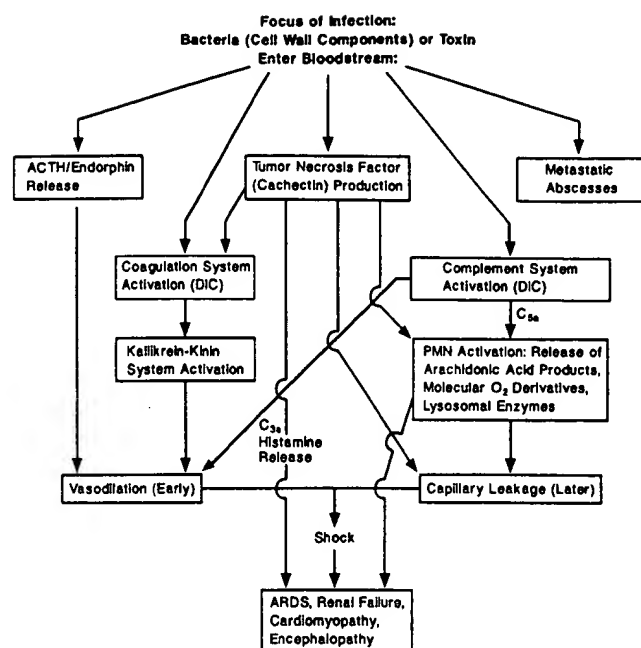 Focus of Infection:
Bacteria (Cell Wall Components) or Toxin
Enter Bloodstream:
ACTH/Endorphin
Release
Tumor Necrosis Factor
(Cachectin) Production
Metastatic
Abscesses
Coagulation System
Activation (DIC)
Complement System
Activation (DIC)
C5a
Kallikrein-Kinin
System Activation
PMN Activation: Release of
Arachidonic Acid Products,
Molecular O2 Derivatives,
Lysosomal Enzymes
C3a
Histamine
Release
Vasodilation (Early)
Capillary Leakage (Later)
Shock
ARDS, Renal Failure,
Cardiomyopathy,
Encephalopathy